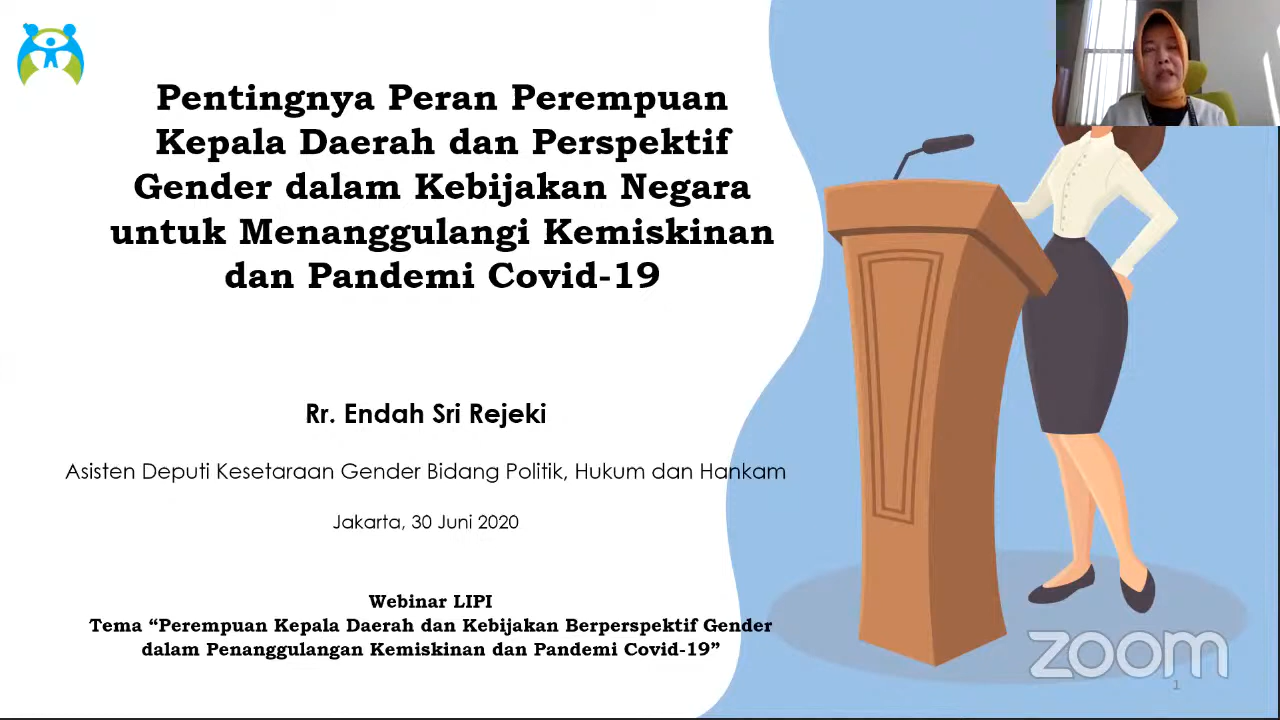 Pentingnya Peran Perempuan
Kepala Daerah dan Perspektif
Gender dalam Kebijakan Negara
untuk Menanggulangi Kemiskinan
dan Pandemi Covid-19
Rr. Endah Sri Rejeki
Asisten Deputi Kesetaraan Gender Bidang Politik, Hukum dan Hankam
Jakarta, 30 Juni 2020
Webinar LIPI
Tema “Perempuan Kepala Daerah dan Kebijakan Berperspektif Gender
dalam Penanggulangan Kemiskinan dan Pandemi Covid-19”
zoom
1